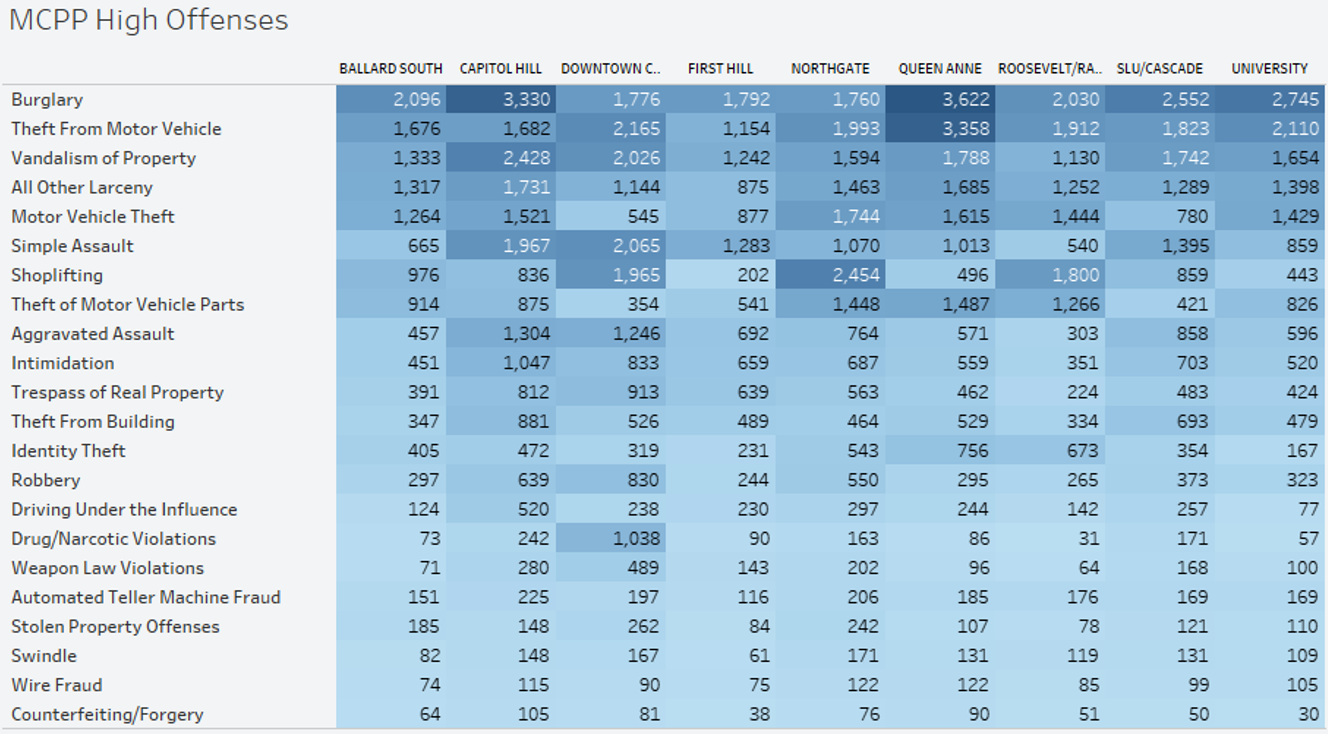 MCPP High Offenses
BALLARD SOUTH CAPITOL HILL DOWNTOWN C.. FIRST HILL NORTHGATE QUEEN ANNE ROOSEVELT/RA.. SLU/CASCADE UNIVERSITY
Burglary 2,096 3,330 1,776 1,792 1,760 3,622 2,030 2,552 2,745
Theft From Motor Vehicle 1,676 1,682 2,165 1,154 1,993 3,358 1,912 1,823 2,110
Vandalism of Property 1,333 2,428 2,026 1,242 1,594 1,788 1,130 1,742 1,654
All Other Larceny 1,317 1,731 1,144 875 1,463 1,685 1,252 1,289 1,398
Motor Vehicle Theft 1,264 1,521 545 877 1,744 1,615 1,444 780 1,429
Simple Assault 665 1,967 2,065 1,283 1,070 1,013 540 1,395 859
Shoplifting 976 836 1,965 202 2,454 496 1,800 859 443
Theft of Motor Vehicle Parts 914 875 354 541 1,448 1,487 1,266 421 826
Aggravated Assault 457 1,304 1,246 692 764 571 303 858 596
Intimidation 451 1,047 833 659 687 559 351 703 520
Trespass of Real Property 391 812 913 639 563 462 224 483 424
Theft From Building 347 881 526 489 464 529 334 693 479
Identity Theft 405 472 319 231 543 756 673 354 167
Robbery 297 639 830 244 550 295 265 373 323
Driving Under the Influence 124 520 238 230 297 244 142 257 77
Drug/Narcotic Violations 73 242 1,038 90 163 86 31 171 57
Weapon Law Violations 71 280 489 143 202 96 64 168 100
Automated Teller Machine Fraud 151 225 197 116 206 185 176 169 169
Stolen Property Offenses 185 148 262 84 242 107 78 121 110
Swindle 82 148 167 61 171 131 119 131 109
Wire Fraud 74 115 90 75 122 122 85 99 105
Counterfeiting/Forgery 64 105 81 38 76 90 51 50 30